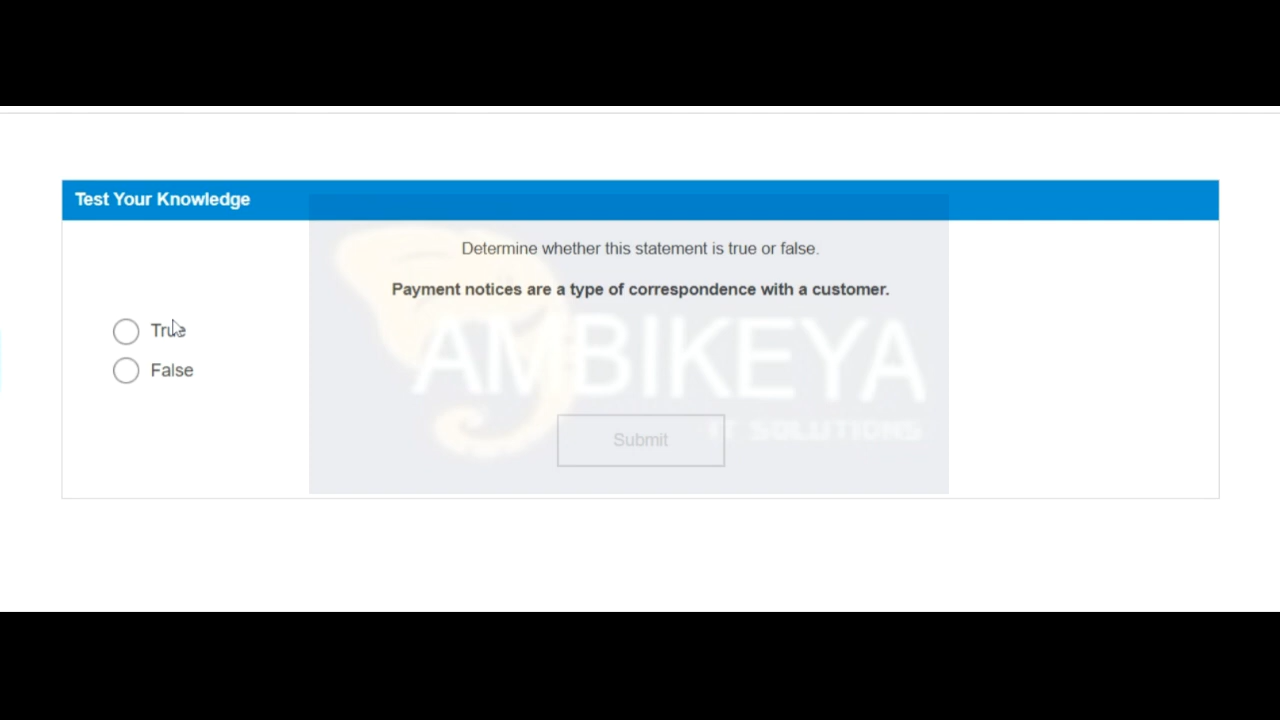 Test Your Knowledge
Determine whether this statement is true or false.
Payment notices are a type of correspondence with a customer.
True
False
AMBIKEYA
IT SOLUTIONS
Submit